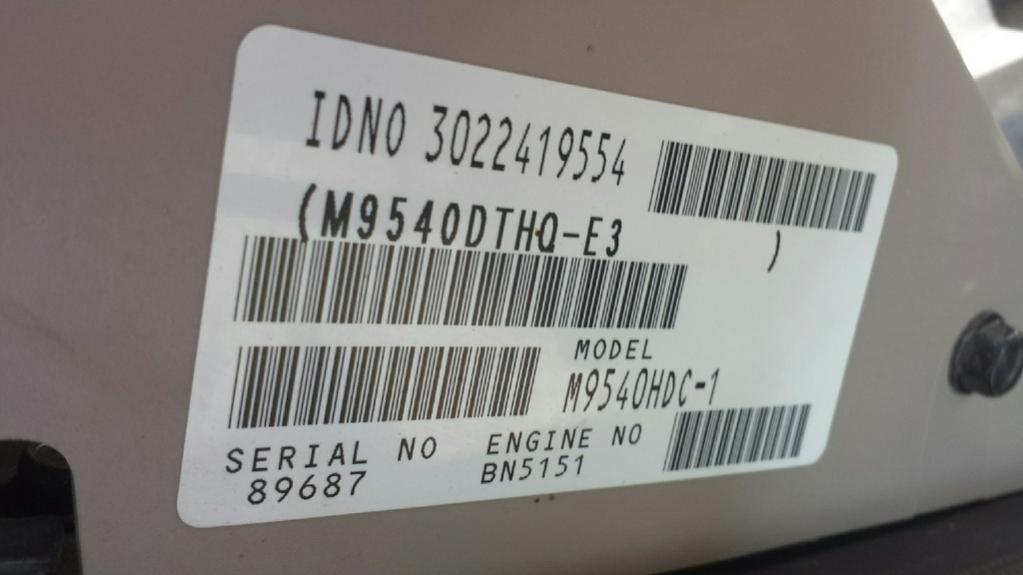 IDNO 3022419554
(M9540DTHQ-E3 )
MODEL
M9540HDC-1
SERIAL NO ENGINE NO
89687 BN5151